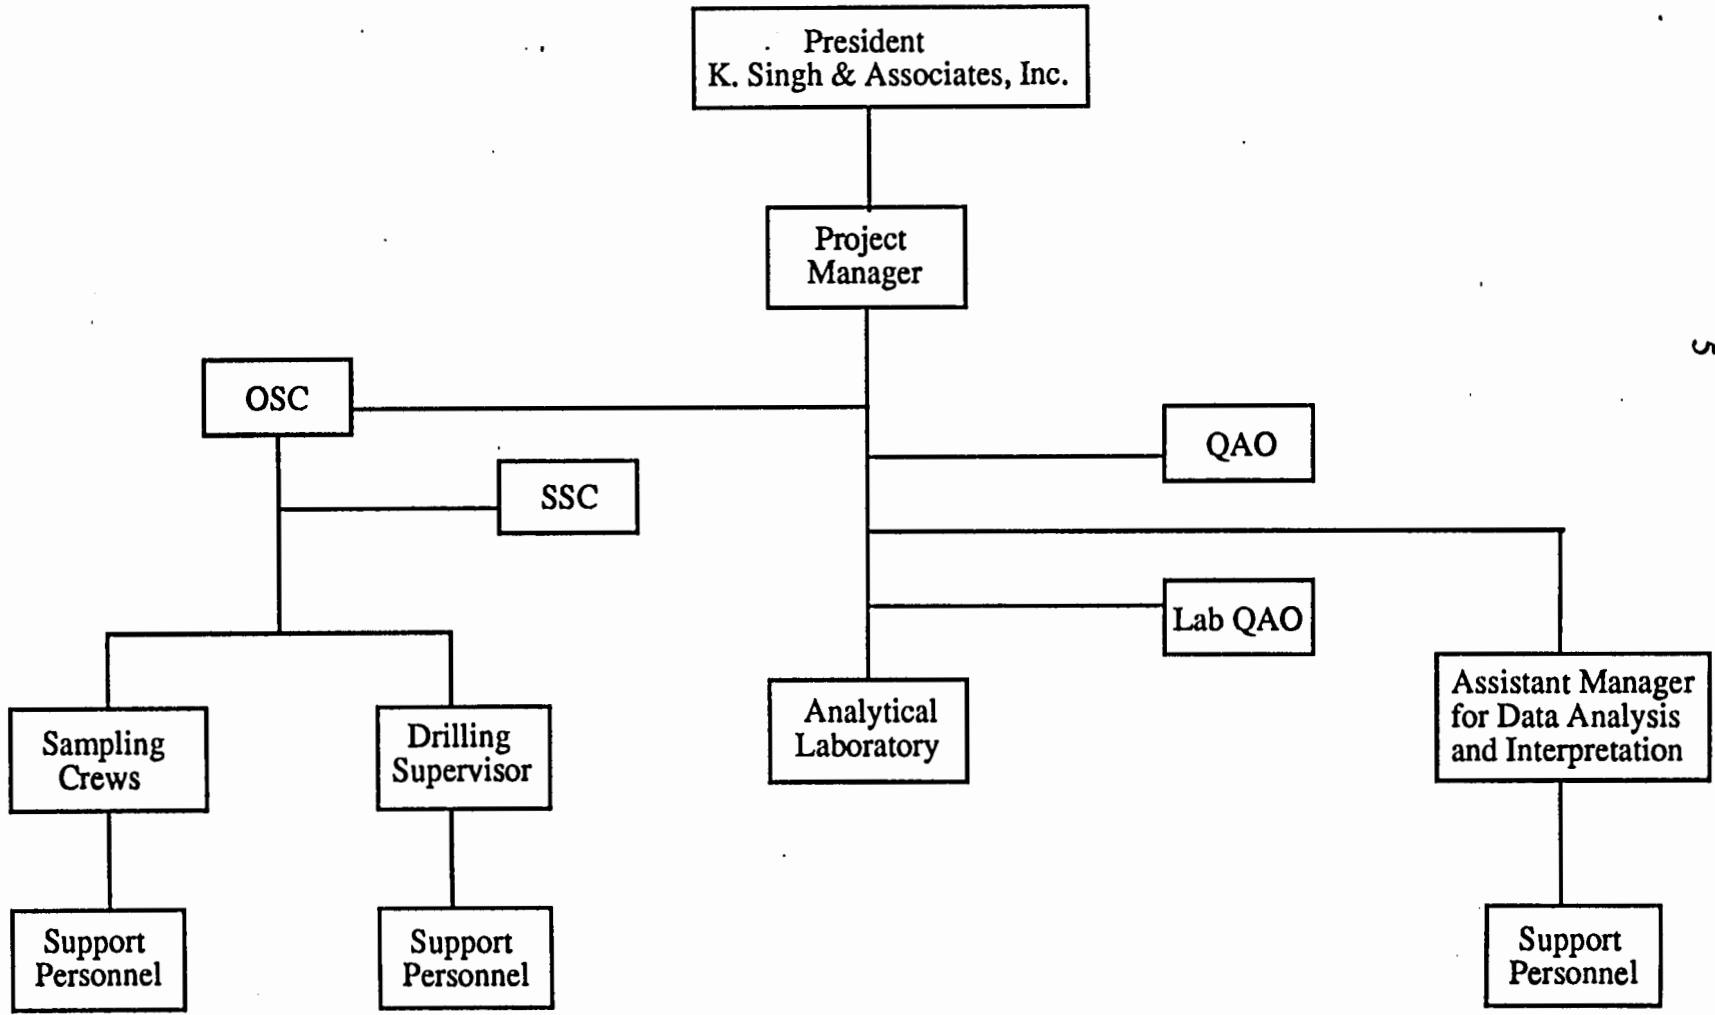 President
K. Singh & Associates, Inc.
Project
Manager
5
OSC
QAO
SSC
Lab QAO
Assistant Manager
for Data Analysis
and Interpretation
Sampling
Crews
Drilling
Supervisor
Analytical
Laboratory
Support
Personnel
Support
Personnel
Support
Personnel